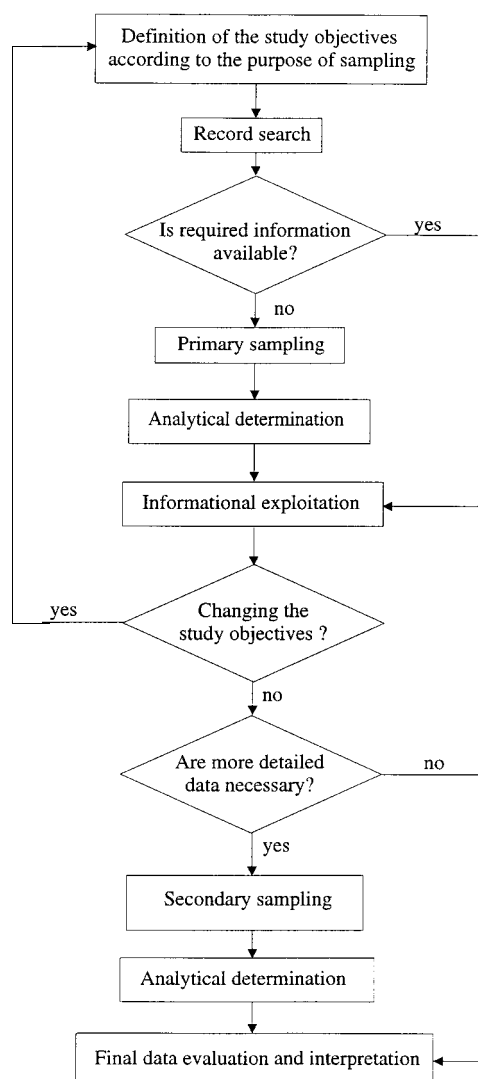 Definition of the study objectives
according to the purpose of sampling
Record search
Is required information
available?
yes
no
Primary sampling
Analytical determination
Informational exploitation
yes
Changing the
study objectives ?
no
Are more detailed
data necessary?
no
yes
Secondary sampling
Analytical determination
Final data evaluation and interpretation